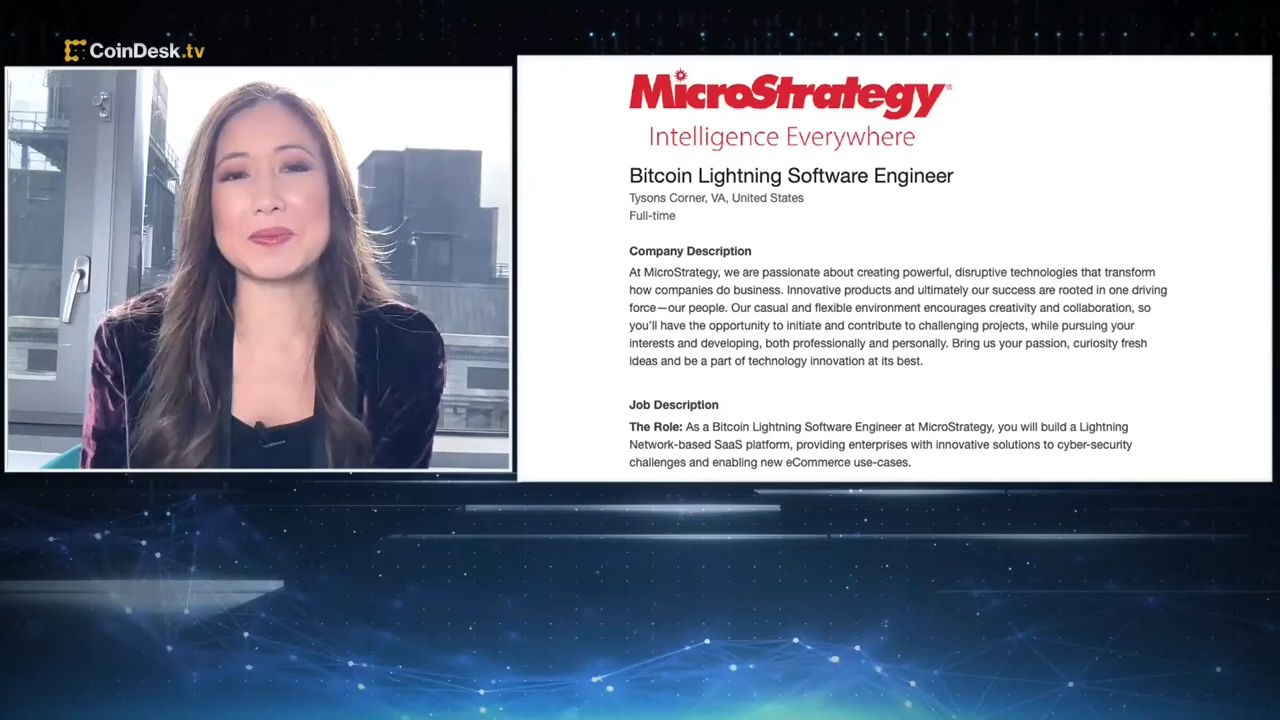 CoinDesk.tv
MicroStrategy
Intelligence Everywhere
Bitcoin Lightning Software Engineer
Tysons Corner, VA, United States
Full-time
Company Description
At MicroStrategy, we are passionate about creating powerful, disruptive technologies that transform
how companies do business. Innovative products and ultimately our success are rooted in one driving
force—our people. Our casual and flexible environment encourages creativity and collaboration, so
you'll have the opportunity to initiate and contribute to challenging projects, while pursuing your
interests and developing, both professionally and personally. Bring us your passion, curiosity fresh
ideas and be a part of technology innovation at its best.
Job Description
The Role: As a Bitcoin Lightning Software Engineer at MicroStrategy, you will build a Lightning
Network-based SaaS platform, providing enterprises with innovative solutions to cyber-security
challenges and enabling new eCommerce use-cases.